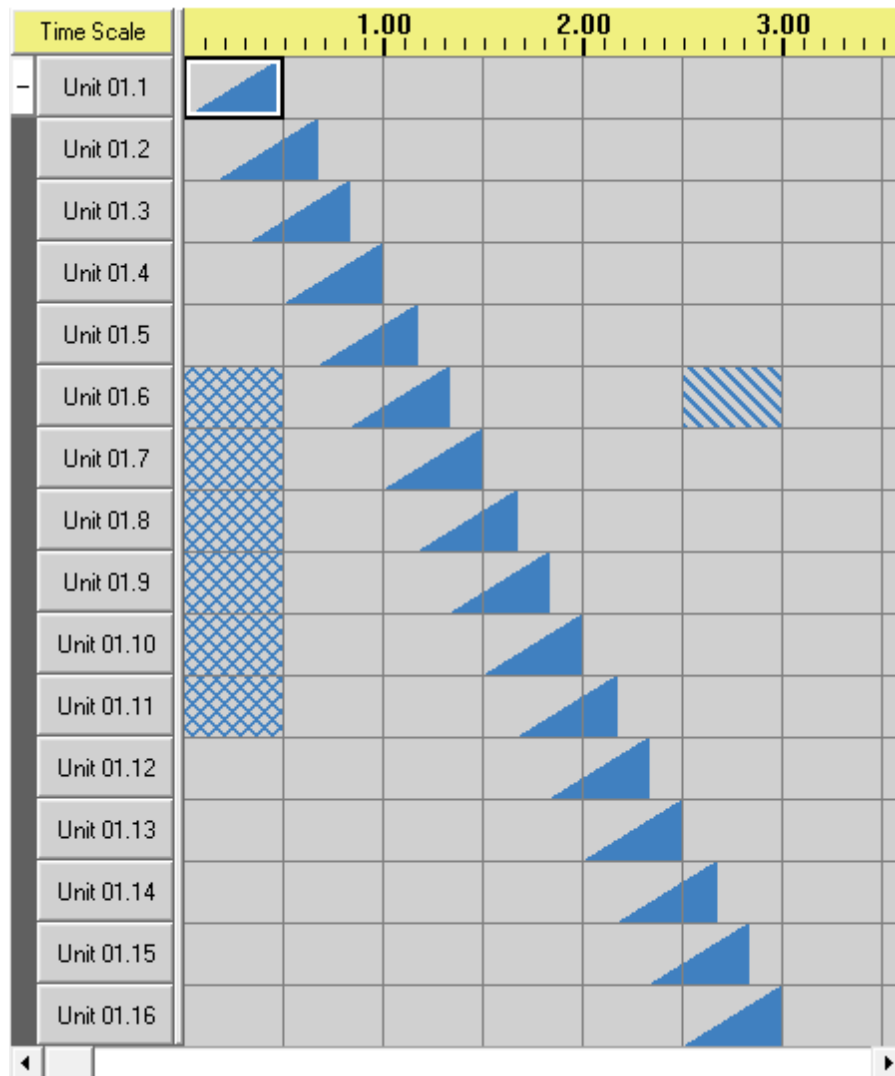 Time Scale 1.00 2.00 3.00
Unit 01.1
Unit 01.2
Unit 01.3
Unit 01.4
Unit 01.5
Unit 01.6
Unit 01.7
Unit 01.8
Unit 01.9
Unit 01.10
Unit 01.11
Unit 01.12
Unit 01.13
Unit 01.14
Unit 01.15
Unit 01.16